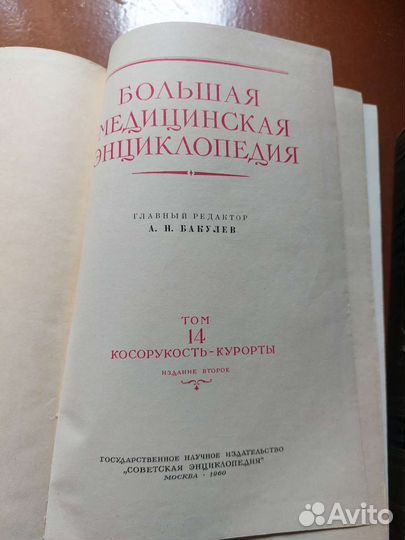 БОЛЬШАЯ
МЕДИЦИНСКАЯ
ЭНЦИКЛОПЕДИЯ
ГЛАВНЫЙ РЕДАКТОР
А. Н. БАКУЛЕВ
ТОМ
14
КОСОРУКОСТЬ-КУРОРТЫ
ИЗДАНИЕ ВТОРОЕ
ГОСУДАРСТВЕННОЕ НАУЧНОЕ ИЗДАТЕЛЬСТВО
„СОВЕТСКАЯ ЭНЦИКЛОПЕДИЯ"
МОСКВА · 1960
Avito